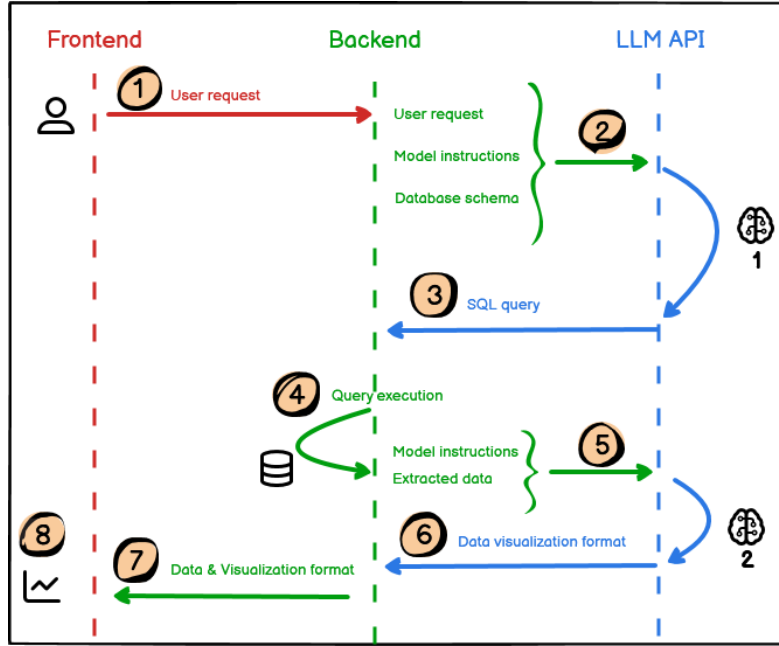 Frontend
Backend
LLM API
1
User request
User request
Model instructions
Database schema
2
1
3
SQL query
4
Query execution
Model instructions
Extracted data
5
2
6
Data visualization format
7
Data & Visualization format
8